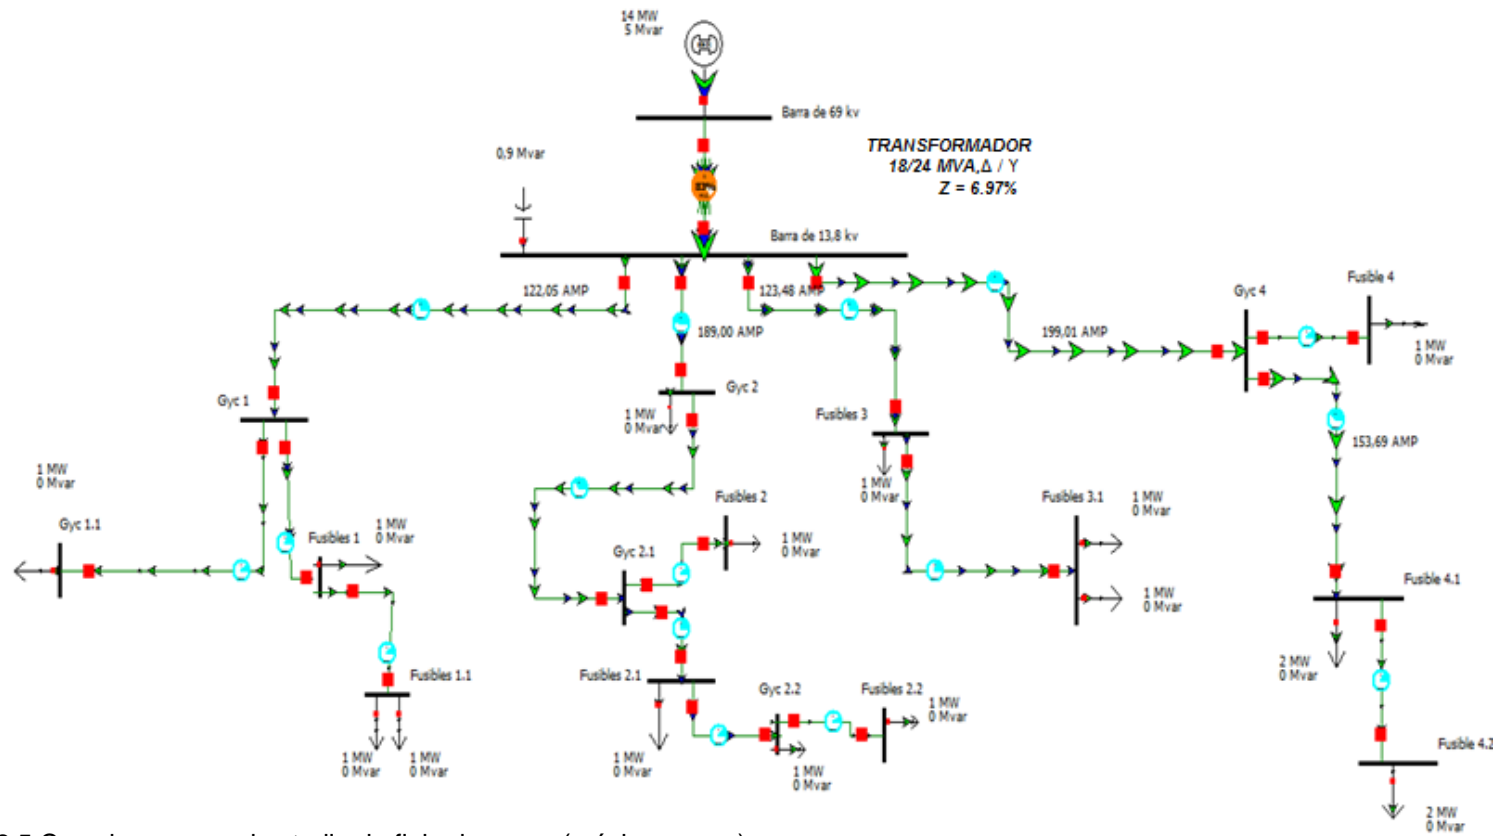 14 MW
5 Mvar
Barra de 69 kv
TRANSFORMADOR
18/24 MVA,Δ / Y
Z = 6.97%
0,9 Mvar
Barra de 13,8 kv
122,05 AMP
189,00 AMP
123,48 AMP
199,01 AMP
Gyc 4
Fusible 4
1 MW
0 Mvar
153,69 AMP
Gyc 1
Gyc 2
1 MW
0 Mvar
Fusibles 3
1 MW
0 Mvar
1 MW
0 Mvar
Gyc 1.1
Fusibles 1
1 MW
0 Mvar
Fusibles 2
1 MW
0 Mvar
Gyc 2.1
Fusibles 3.1
1 MW
0 Mvar
1 MW
0 Mvar
Fusible 4.1
2 MW
0 Mvar
Fusibles 1.1
1 MW
0 Mvar
1 MW
0 Mvar
Fusibles 2.1
1 MW
0 Mvar
Gyc 2.2
1 MW
0 Mvar
Fusibles 2.2
1 MW
0 Mvar
Fusible 4.2
2 MW
0 Mvar